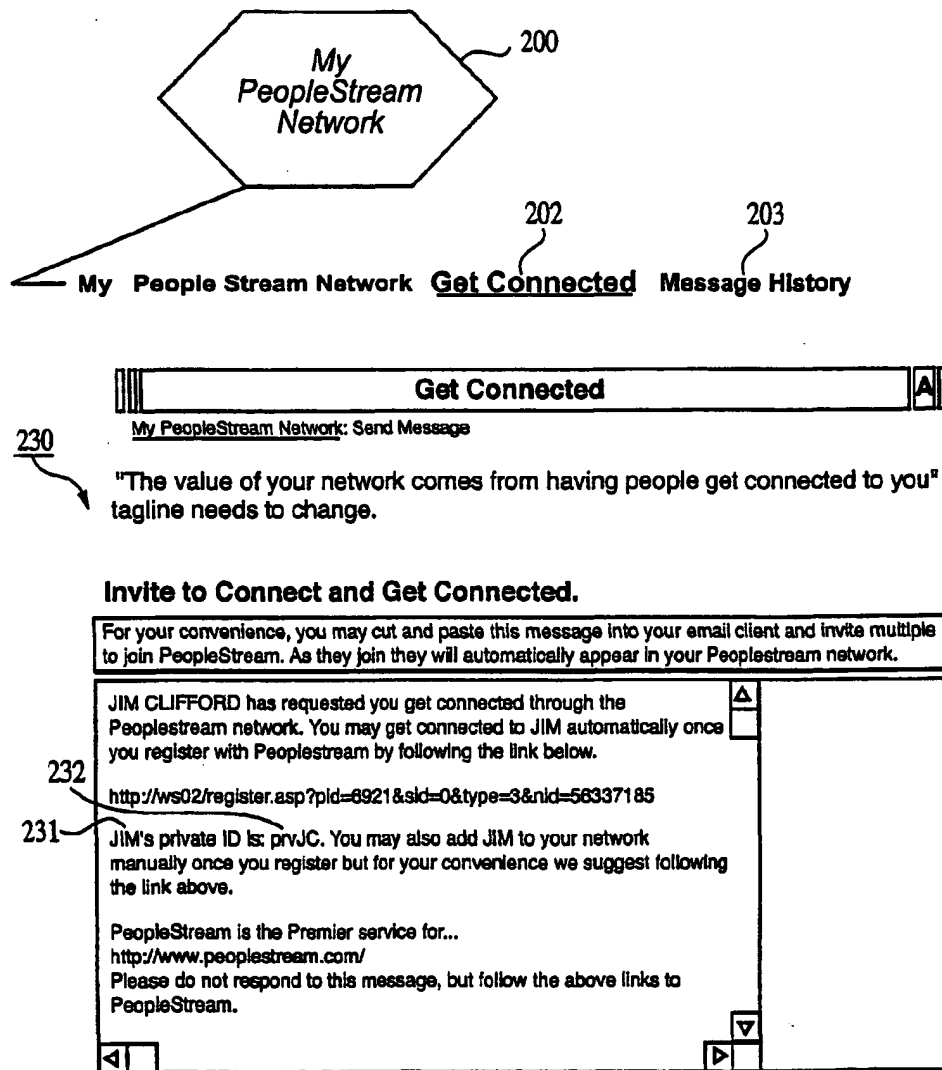 My
PeopleStream
Network
200
202
203
My People Stream Network Get Connected Message History
Get Connected
A
My PeopleStream Network: Send Message
230
"The value of your network comes from having people get connected to you"
tagline needs to change.
Invite to Connect and Get Connected.
For your convenience, you may cut and paste this message into your email client and invite multiple
to join PeopleStream. As they join they will automatically appear in your Peoplestream network.
JIM CLIFFORD has requested you get connected through the
Peoplestream network. You may get connected to JIM automatically once
you register with Peoplestream by following the link below.
232
http://ws02/register.asp?pid=6921&sid=0&type=3&nid=56337185
231
JIM's private ID is: prvJC. You may also add JIM to your network
manually once you register but for your convenience we suggest following
the link above.
PeopleStream is the Premier service for...
http://www.peoplestream.com/
Please do not respond to this message, but follow the above links to
PeopleStream.